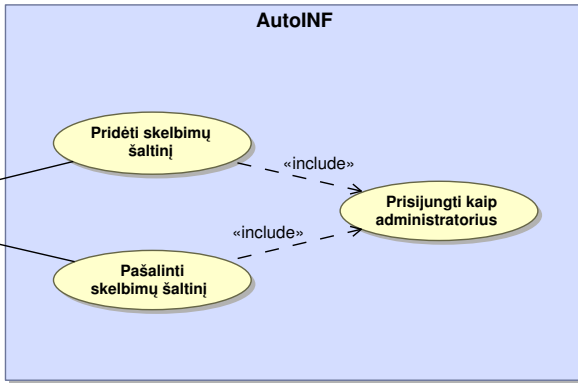 AutoINF
Pridėti skelbimų
šaltinį
«include»
Prisijungti kaip
administratorius
«include»
Pašalinti
skelbimų šaltinį